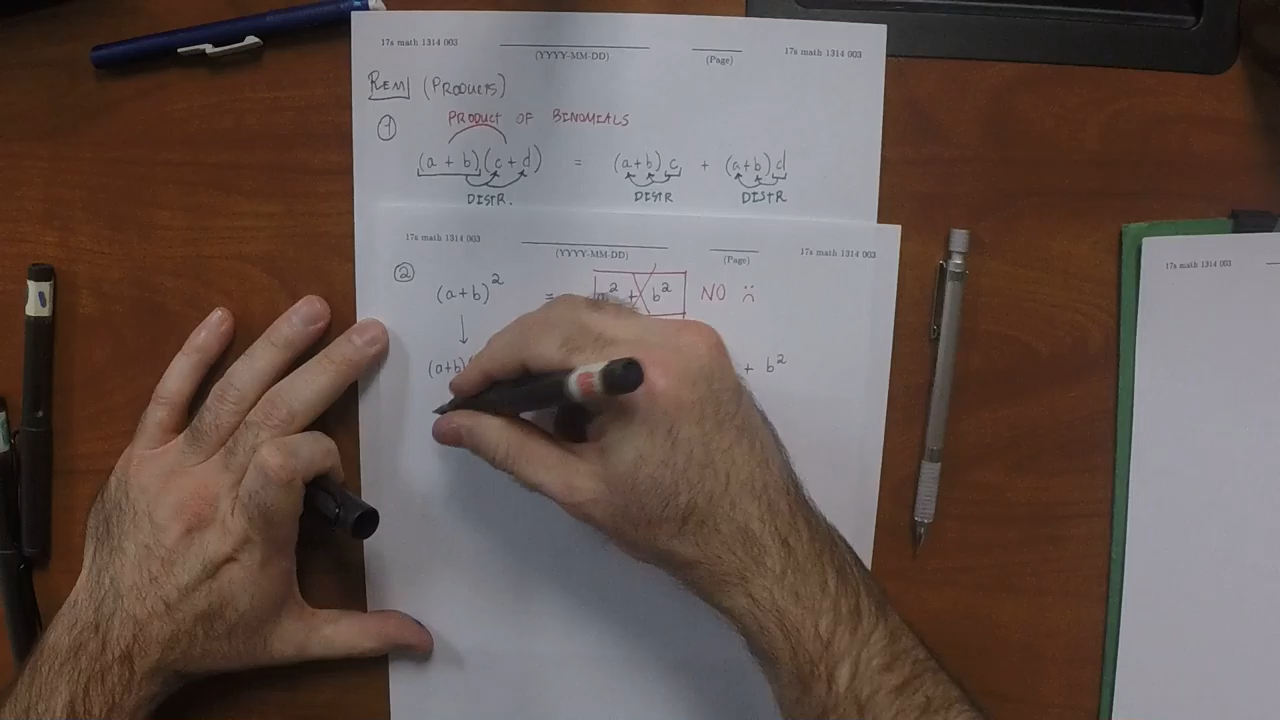 17s math 1314 003 (YYYY-MM-DD) (Page) 17s math 1314 003
REM (PRODUCTS)
PRODUCT OF BINOMIALS
① (a + b)(c + d) = (a+b) c + (a+b) d
DISTR. DISTR DISTR
17s math 1314 003 (YYYY-MM-DD) (Page) 17s math 1314 003
17s math 1314 003
② (a+b)² = a² + b² NO ☹
↓
(a+b)( + b²